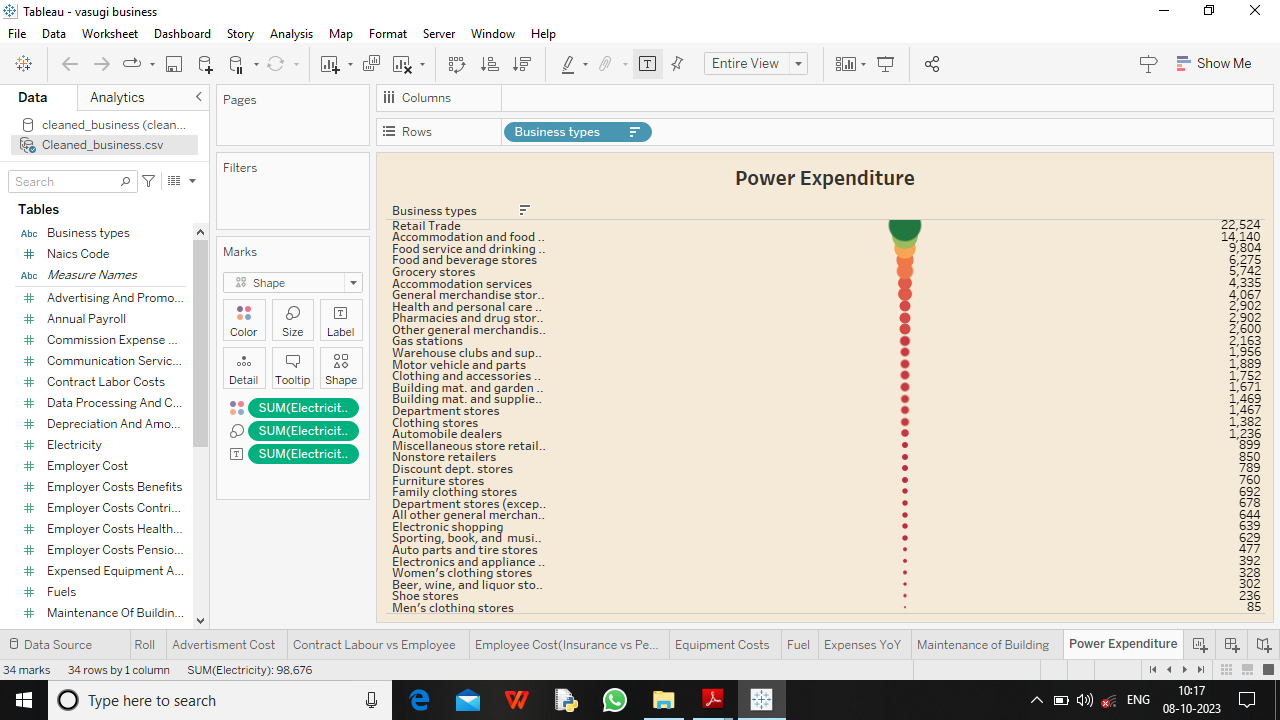 Tableau - vasugi business
File Data Worksheet Dashboard Story Analysis Map Format Server Window Help
Entire View
Show Me
Data Analytics
cleaned_business (clean...
Cleaned_business.csv
Search
Tables
Abc Business types
# Naics Code
Abc Measure Names
# Advertising And Promo...
# Annual Payroll
# Commission Expense ...
# Communication Servic...
# Contract Labor Costs
# Data Processing And C...
# Depreciation And Amo...
# Electricity
# Employer Cost
# Employer Costs Benefits
# Employer Costs Contri...
# Employer Costs Health...
# Employer Costs Pensio...
# Expensed Equipment A...
# Fuels
# Maintenance Of Buildin...
Pages
Filters
Marks
Shape
Color Size Label
Detail Tooltip Shape
SUM(Electricit..
SUM(Electricit..
SUM(Electricit..
Columns
Rows Business types
Power Expenditure
Business types
Retail Trade 22,524
Accommodation and food .. 14,140
Food service and drinking .. 9,804
Food and beverage stores 6,275
Grocery stores 5,742
Accommodation services 4,335
General merchandise stor.. 4,067
Health and personal care .. 2,902
Pharmacies and drug stor.. 2,902
Other general merchandis.. 2,600
Gas stations 2,163
Warehouse clubs and sup.. 1,956
Motor vehicle and parts 1,889
Clothing and accessories .. 1,752
Building mat. and garden .. 1,671
Building mat. and supplie.. 1,469
Department stores 1,467
Clothing stores 1,382
Automobile dealers 1,236
Miscellaneous store retail.. 899
Nonstore retailers 850
Discount dept. stores 789
Furniture stores 760
Family clothing stores 692
Department stores (excep.. 678
All other general merchan.. 644
Electronic shopping 639
Sporting, book, and musi.. 629
Auto parts and tire stores 477
Electronics and appliance .. 392
Women's clothing stores 328
Beer, wine, and liquor sto.. 302
Shoe stores 236
Men's clothing stores 85
Data Source Roll Advertisment Cost Contract Labour vs Employee Employee Cost(Insurance vs Pe... Equipment Costs Fuel Expenses YoY Maintenance of Building Power Expenditure
34 marks 34 rows by 1 column SUM(Electricity): 98,676
Type here to search
ENG
10:17
08-10-2023